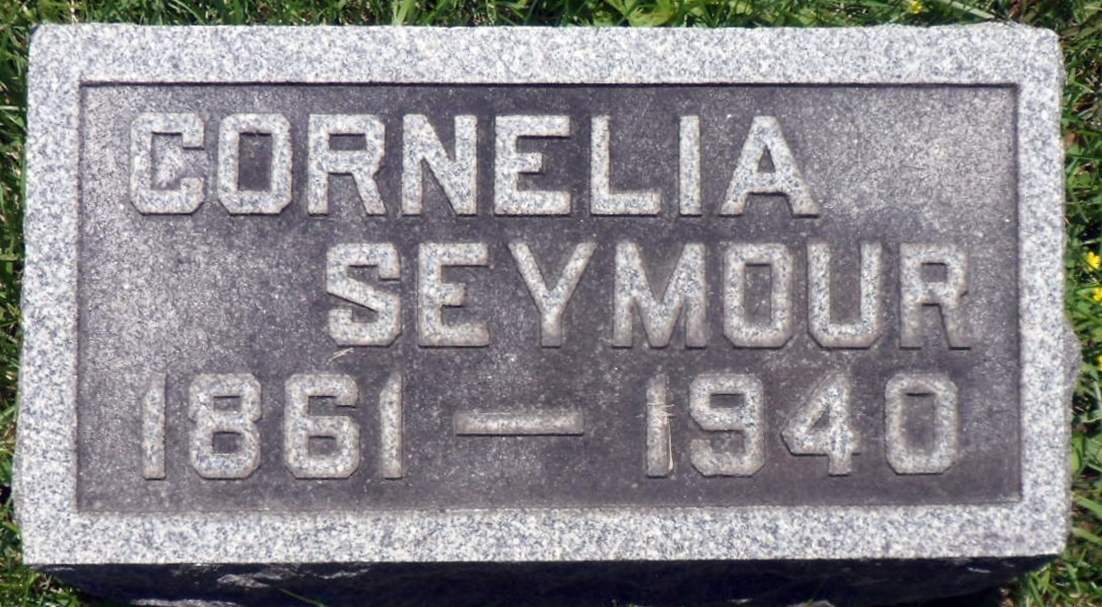 CORNELIA
SEYMOUR
1861 — 1940